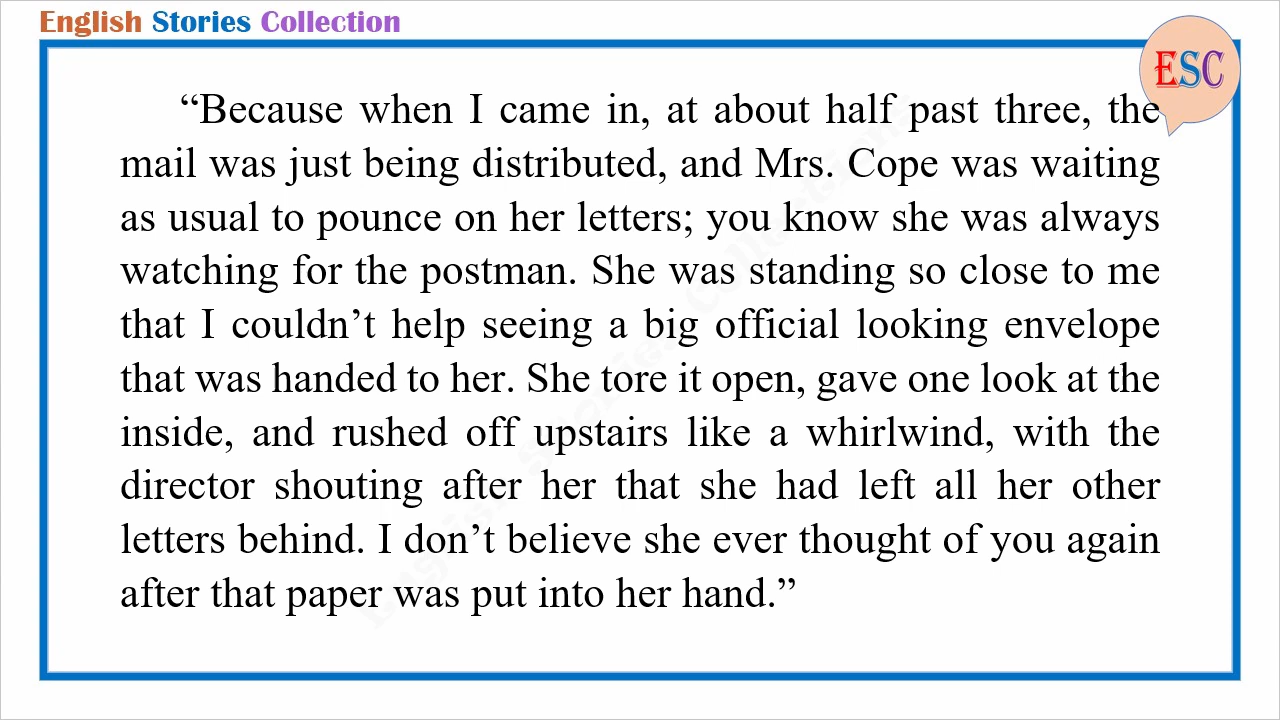 English Stories Collection
ESC
“Because when I came in, at about half past three, the
mail was just being distributed, and Mrs. Cope was waiting
as usual to pounce on her letters; you know she was always
watching for the postman. She was standing so close to me
that I couldn’t help seeing a big official looking envelope
that was handed to her. She tore it open, gave one look at the
inside, and rushed off upstairs like a whirlwind, with the
director shouting after her that she had left all her other
letters behind. I don’t believe she ever thought of you again
after that paper was put into her hand.”
English Stories Collections